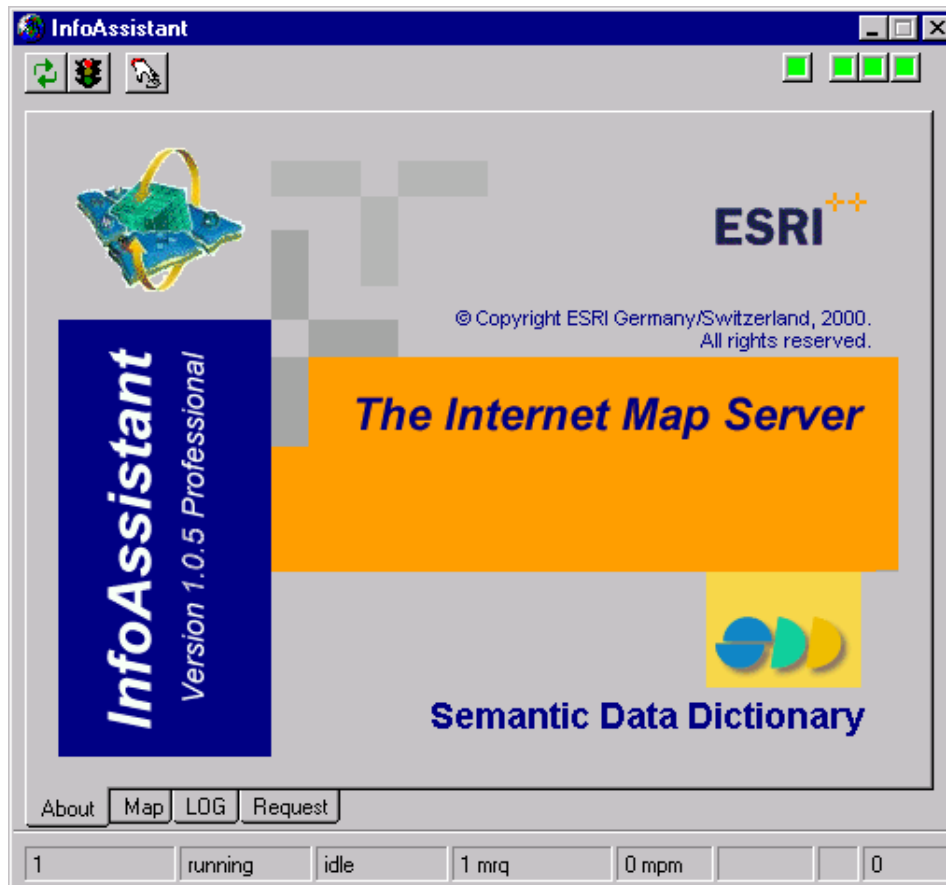 InfoAssistant
ESRI++
© Copyright ESRI Germany/Switzerland, 2000.
All rights reserved.
InfoAssistant
Version 1.0.5 Professional
The Internet Map Server
SDD
Semantic Data Dictionary
About Map LOG Request
1 running idle 1 mrq 0 mpm 0